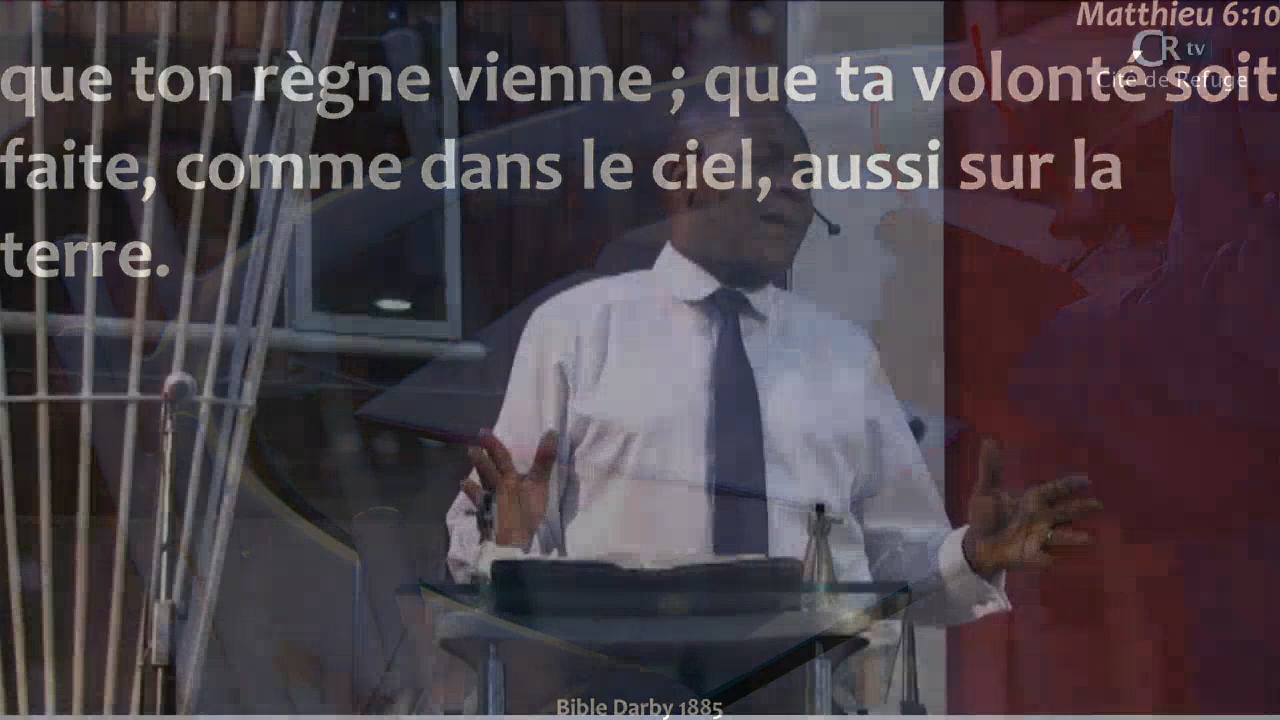 Matthieu 6:10
CR tv
Cité de Refuge
que ton règne vienne ; que ta volonté soit
faite, comme dans le ciel, aussi sur la
terre.
Bible Darby 1885